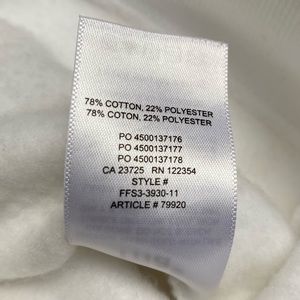 78% COTTON, 22% POLYESTER
78% COTON, 22% POLYESTER
PO 4500137176
PO 4500137177
PO 4500137178
CA 23725 RN 122354
STYLE #
FFS3-3930-11
ARTICLE # 79920